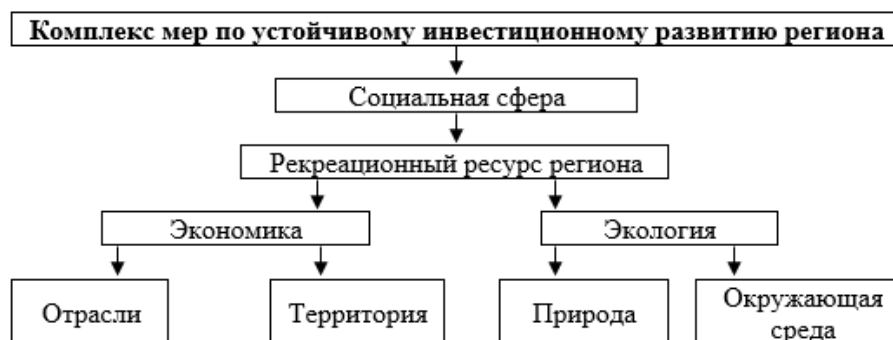 Комплекс мер по устойчивому инвестиционному развитию региона
Социальная сфера
Рекреационный ресурс региона
Экономика
Экология
Отрасли
Территория
Природа
Окружающая
среда